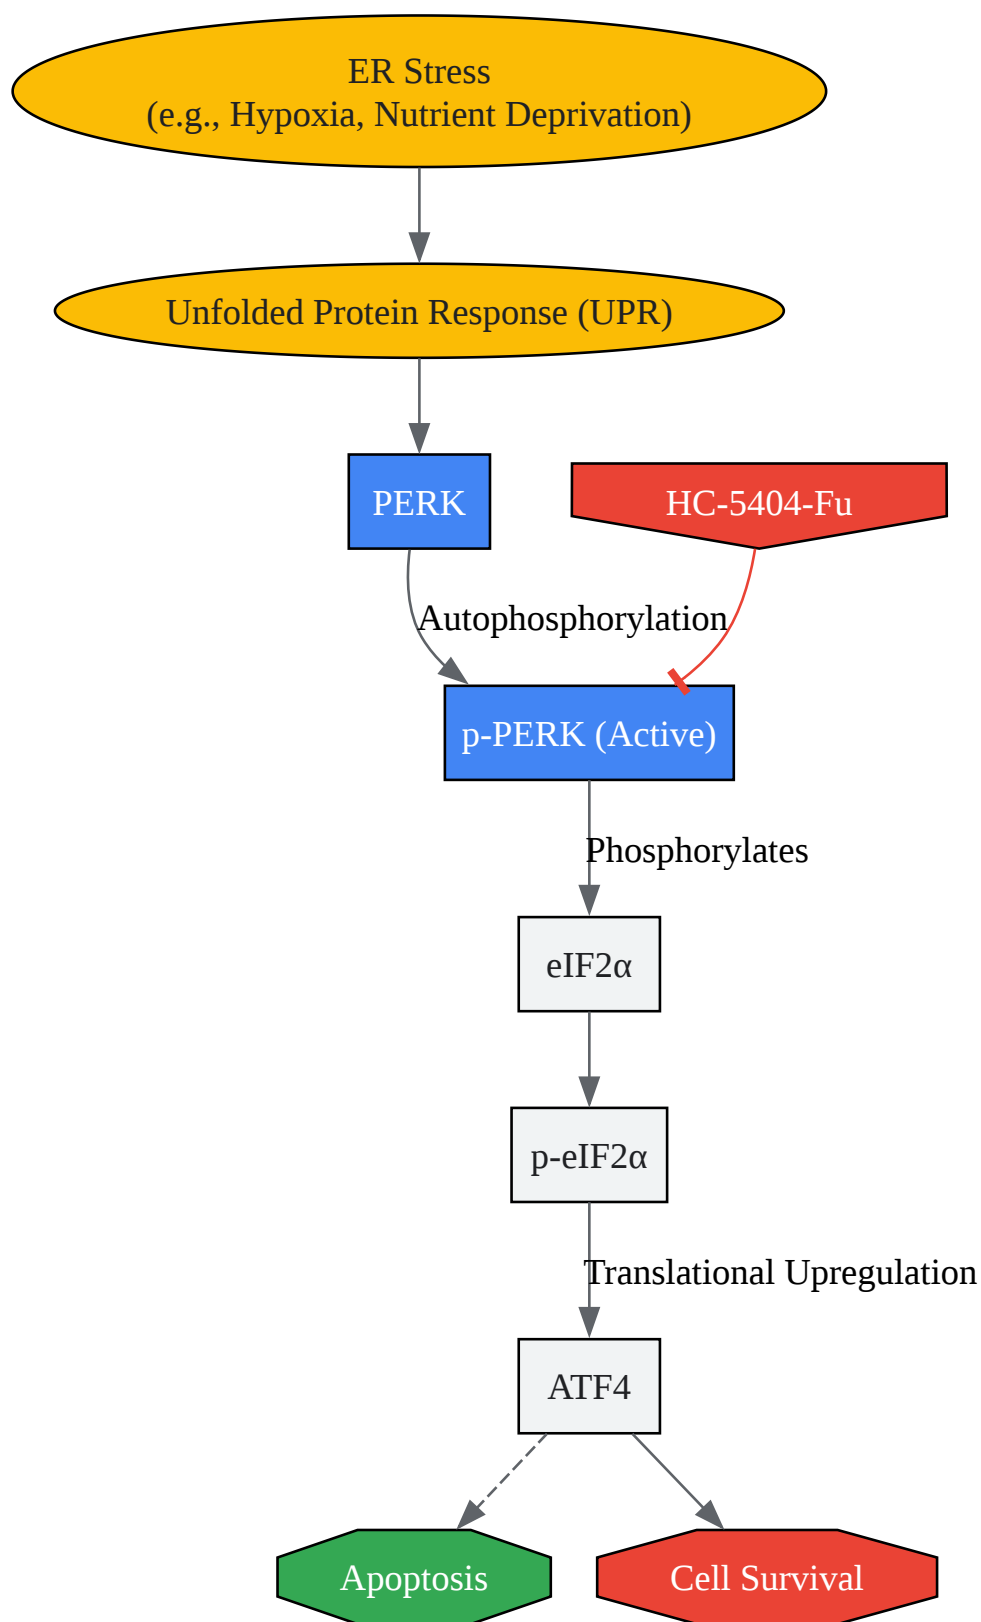 ER Stress
(e.g., Hypoxia, Nutrient Deprivation)
Unfolded Protein Response (UPR)
PERK
HC-5404-Fu
Autophosphorylation
p-PERK (Active)
Phosphorylates
eIF2α
p-eIF2α
Translational Upregulation
ATF4
Apoptosis
Cell Survival